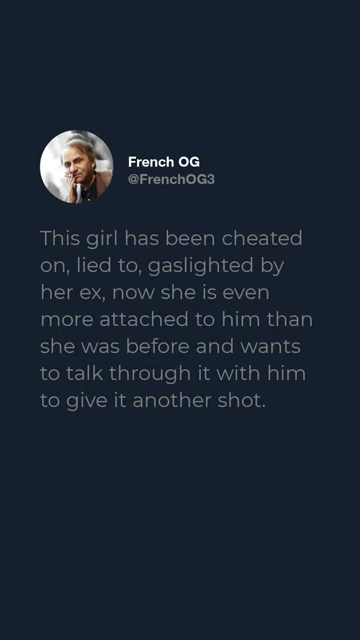 French OG
@FrenchOG3
This girl has been cheated
on, lied to, gaslighted by
her ex, now she is even
more attached to him than
she was before and wants
to talk through it with him
to give it another shot.